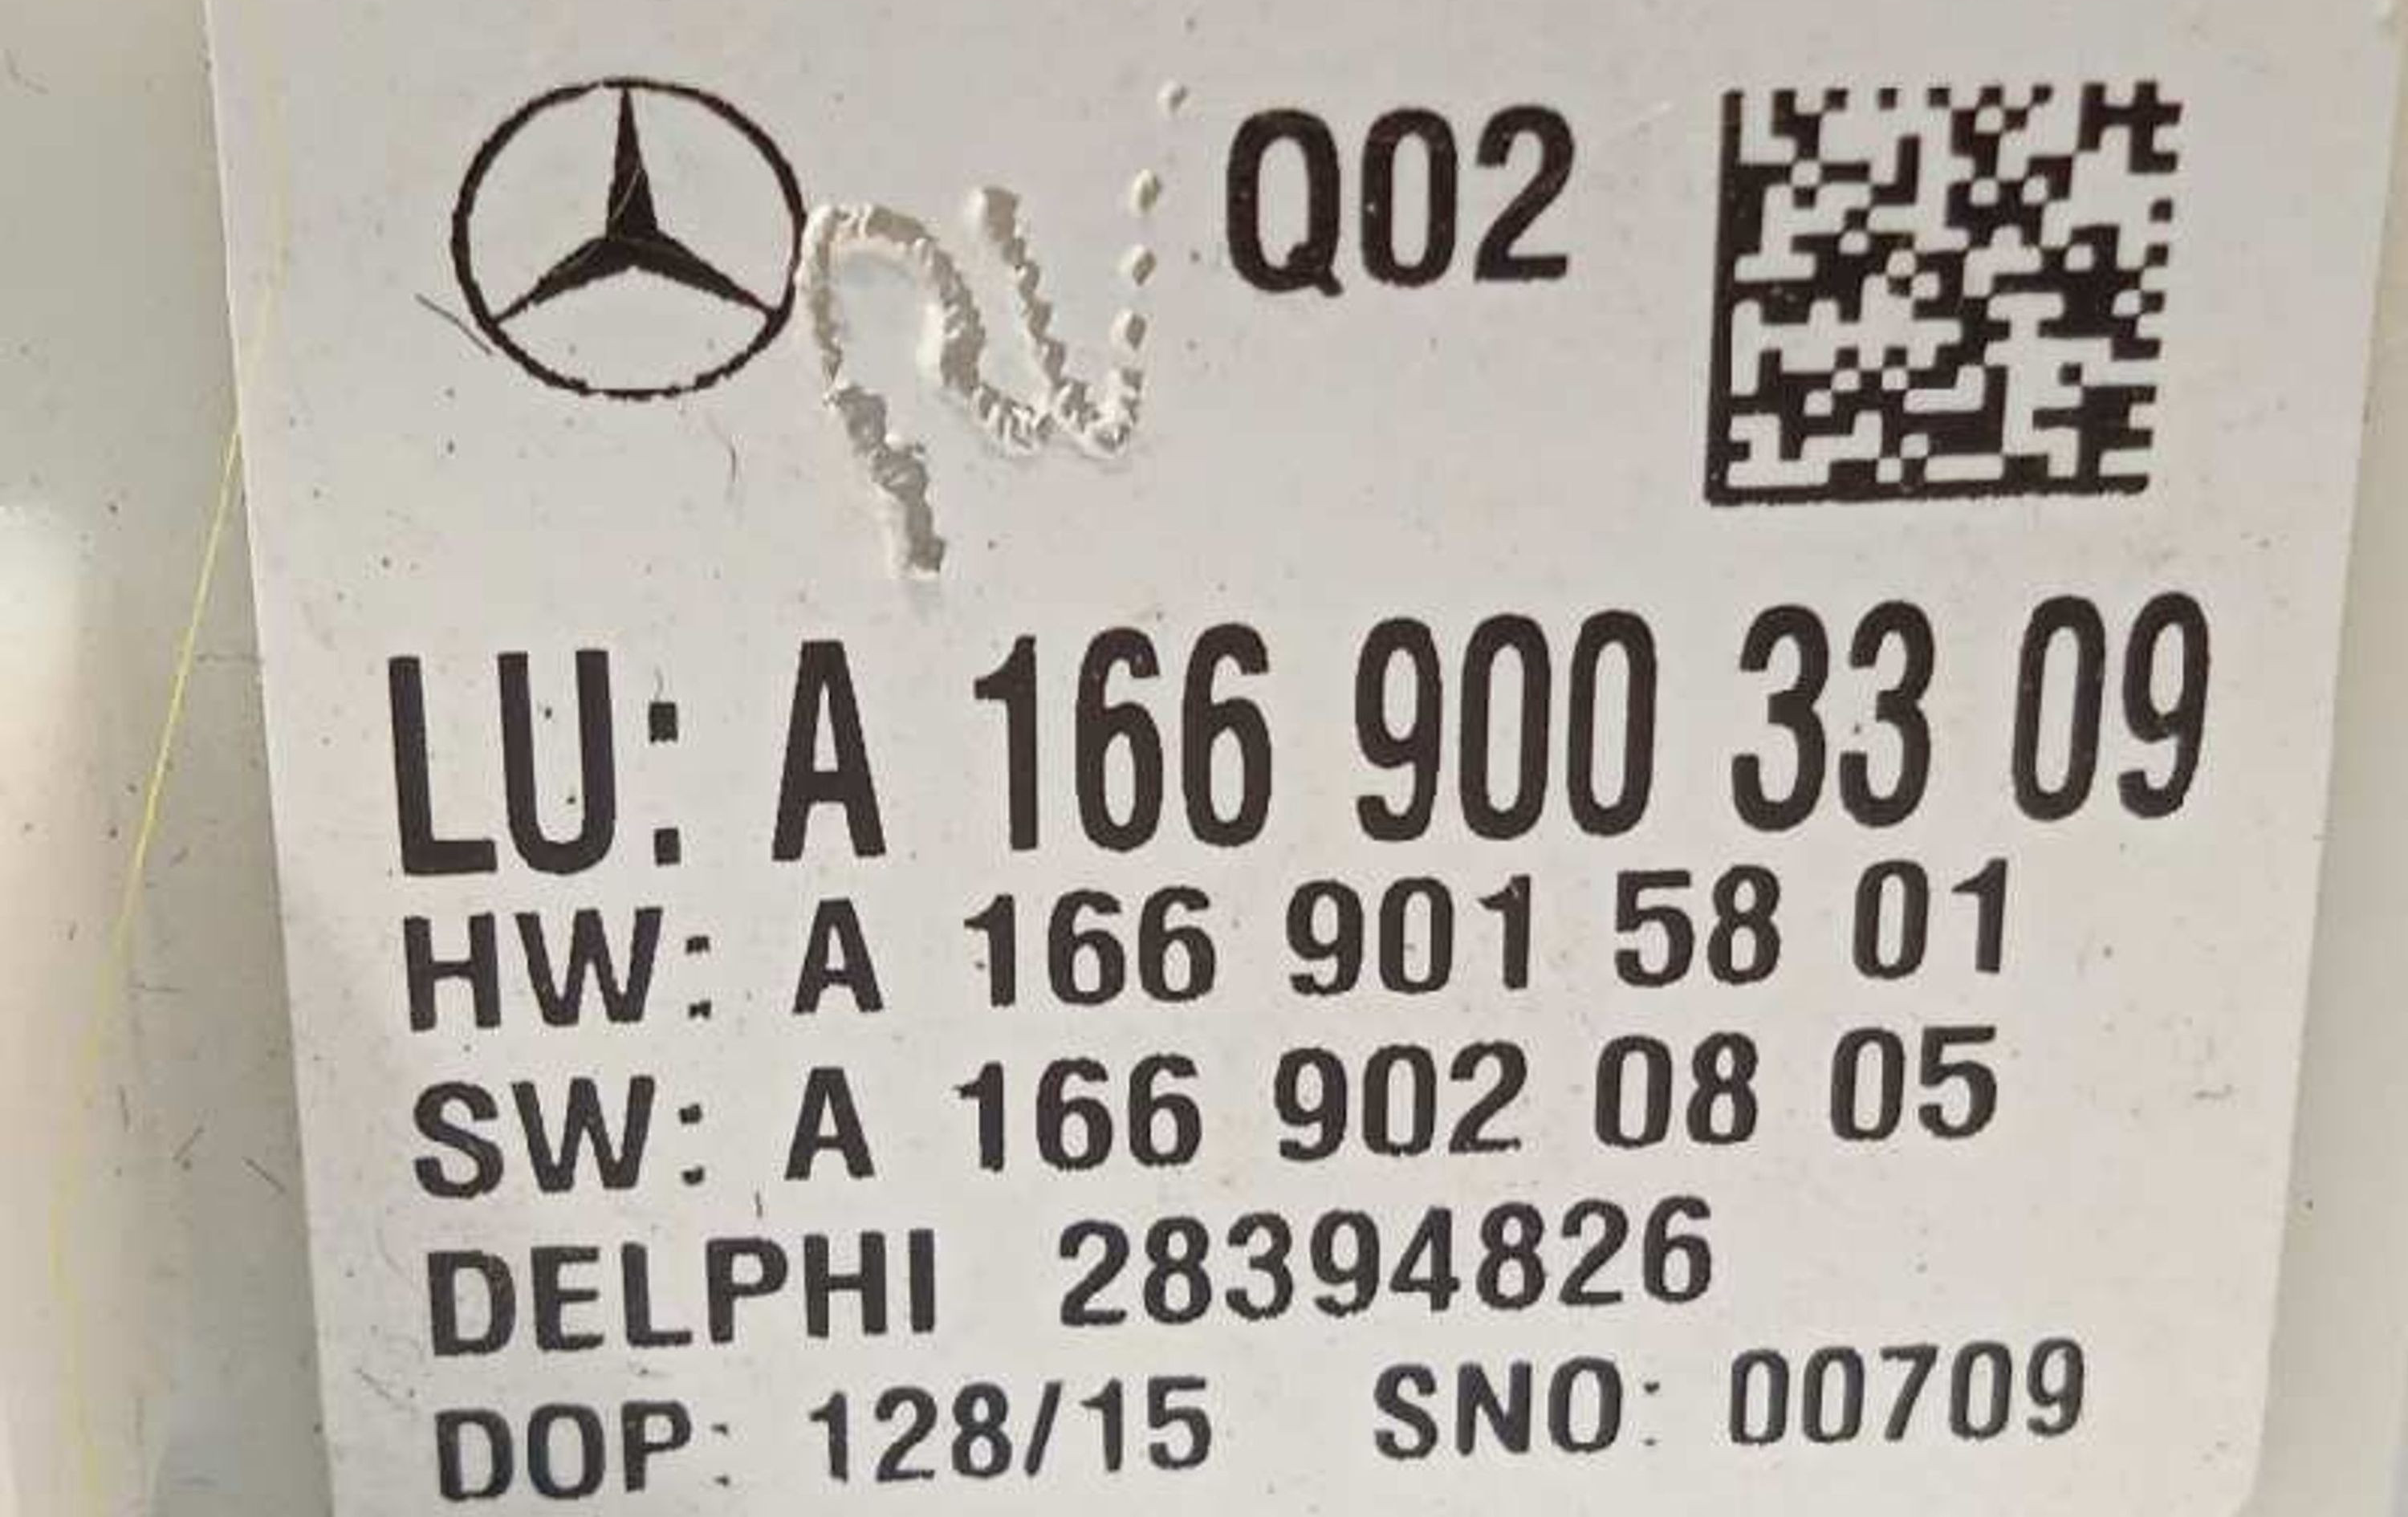 Q02
LU: A 166 900 33 09
HW: A 166 901 58 01
SW: A 166 902 08 05
DELPHI 28394826
DOP: 128/15 SNO: 00709